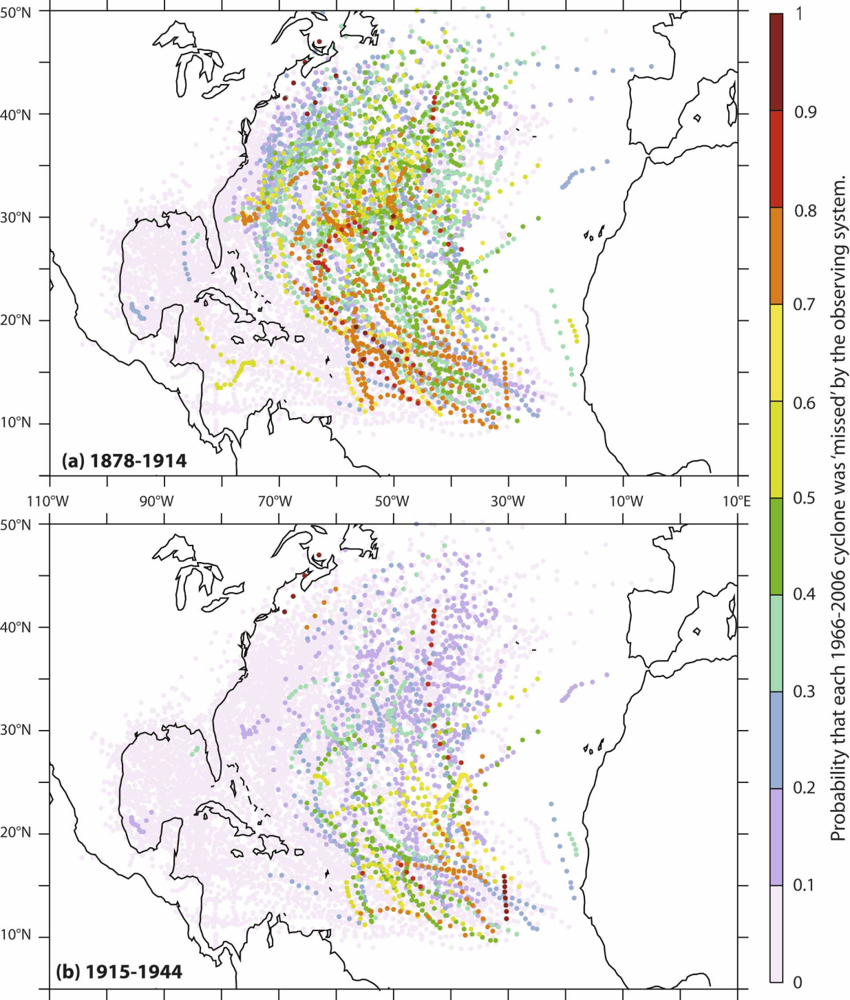 50°N
40°N
30°N
20°N
10°N
(a) 1878-1914
110°W 90°W 70°W 50°W 30°W 10°W 10°E
50°N
40°N
30°N
20°N
10°N
(b) 1915-1944
1
0.9
0.8
0.7
0.6
0.5
0.4
0.3
0.2
0.1
0
Probability that each 1966-2006 cyclone was ‘missed’ by the observing system.